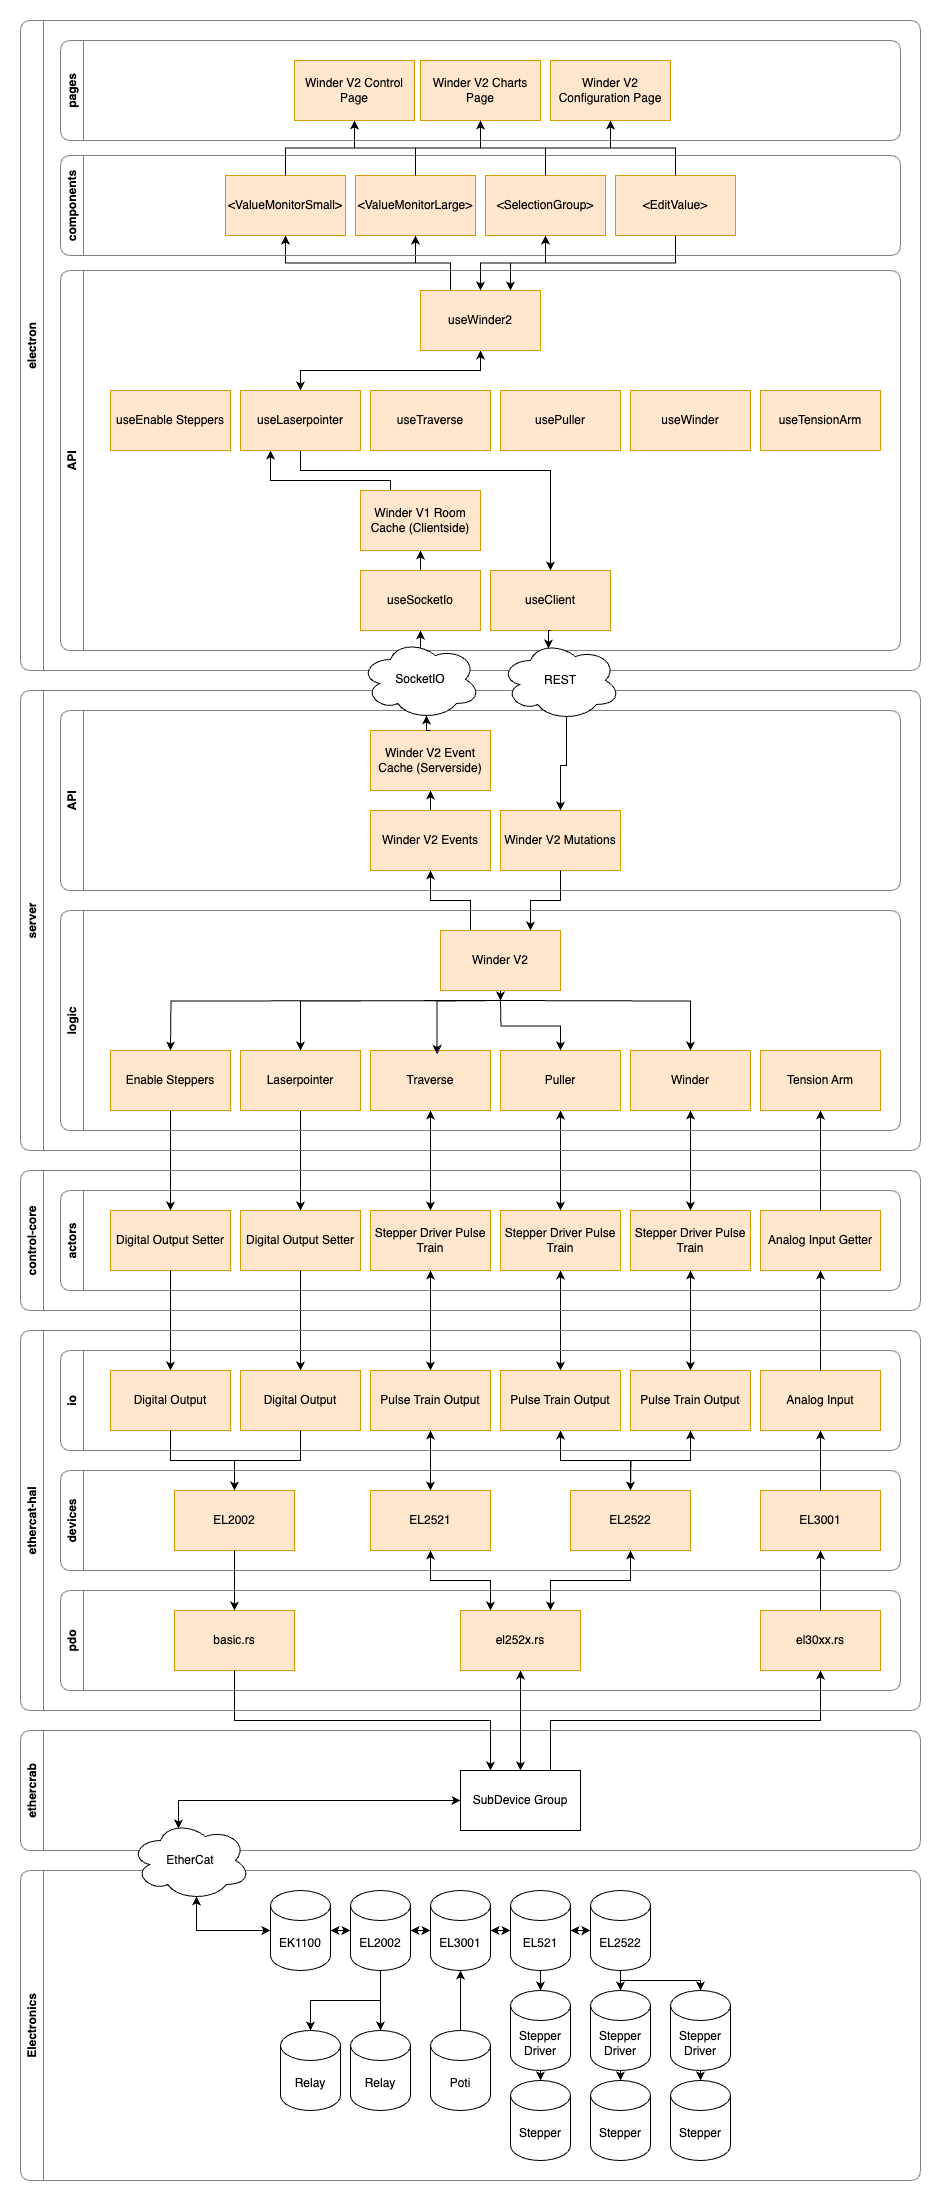 electron
pages
Winder V2 Control
Page
Winder V2 Charts
Page
Winder V2
Configuration Page
components
<ValueMonitorSmall>
<ValueMonitorLarge>
<SelectionGroup>
<EditValue>
API
useWinder2
useEnable Steppers
useLaserpointer
useTraverse
usePuller
useWinder
useTensionArm
Winder V1 Room
Cache (Clientside)
useSocketIo
useClient
SocketIO
REST
server
API
Winder V2 Event
Cache (Serverside)
Winder V2 Events
Winder V2 Mutations
logic
Winder V2
Enable Steppers
Laserpointer
Traverse
Puller
Winder
Tension Arm
control-core
actors
Digital Output Setter
Digital Output Setter
Stepper Driver Pulse
Train
Stepper Driver Pulse
Train
Stepper Driver Pulse
Train
Analog Input Getter
ethercat-hal
io
Digital Output
Digital Output
Pulse Train Output
Pulse Train Output
Pulse Train Output
Analog Input
devices
EL2002
EL2521
EL2522
EL3001
pdo
basic.rs
el252x.rs
el30xx.rs
ethercrab
SubDevice Group
EtherCat
Electronics
EK1100
EL2002
EL3001
EL521
EL2522
Relay
Relay
Poti
Stepper
Driver
Stepper
Driver
Stepper
Driver
Stepper
Stepper
Stepper